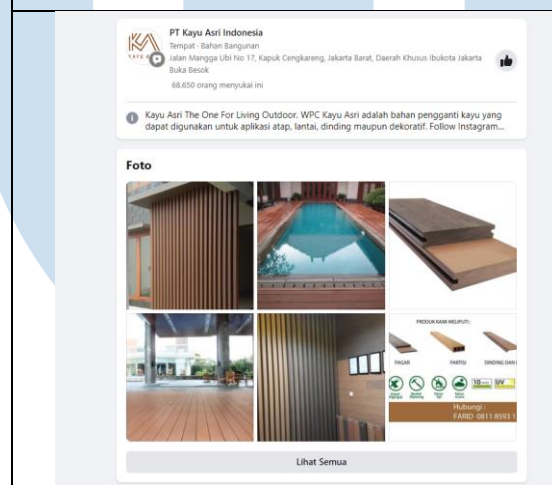 PT Kayu Asri Indonesia
Tempat · Bahan Bangunan
Jalan Mangga Ubi No 17, Kapuk Cengkareng, Jakarta Barat, Daerah Khusus Ibukota Jakarta
Buka Besok
68.650 orang menyukai ini
Kayu Asri The One For Living Outdoor. WPC Kayu Asri adalah bahan pengganti kayu yang
dapat digunakan untuk aplikasi atap, lantai, dinding maupun dekoratif. Follow Instagram...
Foto
PRODUK KAMI MELIPUTI :
PAGAR
PARTISI
DINDING DAN
10
UV
Hubungi :
FARID 0811 8593 1
Lihat Semua